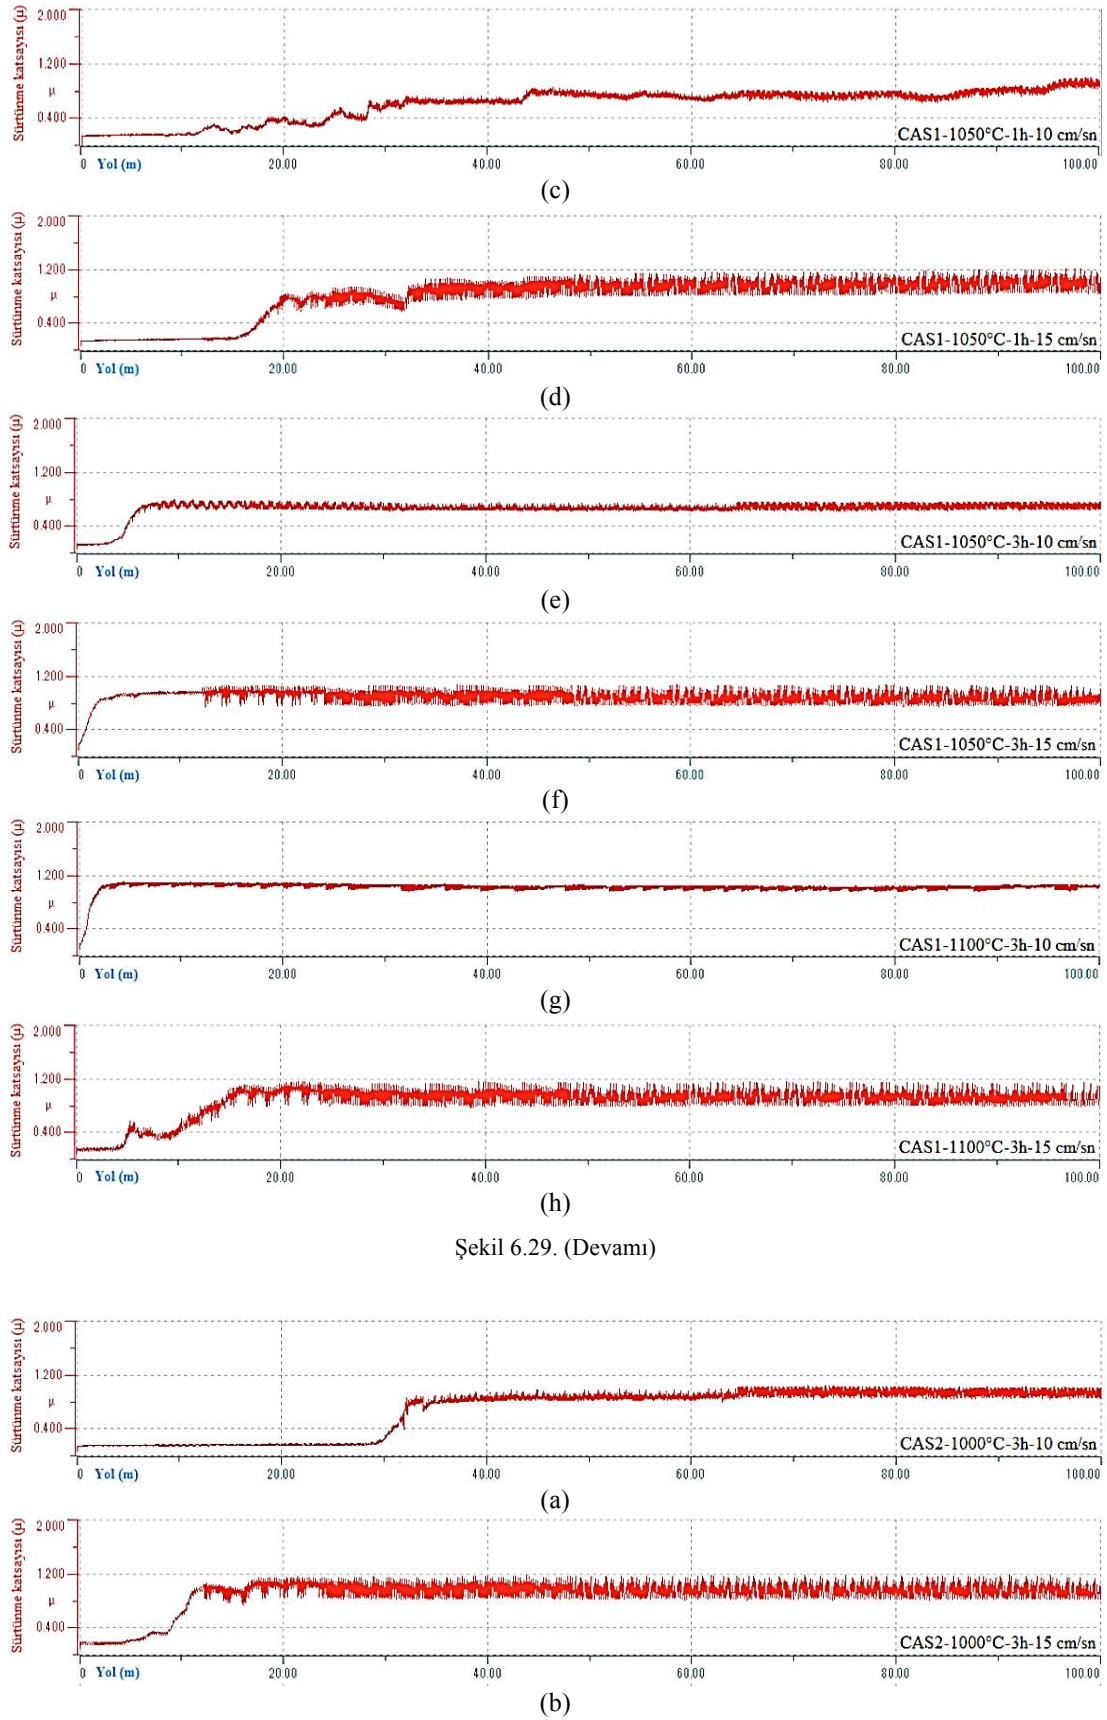 Sürtünme katsayısı (μ)
2.000
1.200
μ
0.400
CAS1-1050°C-1h-10 cm/sn
0 Yol (m) 20.00 40.00 60.00 80.00 100.00
(c)
Sürtünme katsayısı (μ)
2.000
1.200
μ
0.400
CAS1-1050°C-1h-15 cm/sn
0 Yol (m) 20.00 40.00 60.00 80.00 100.00
(d)
Sürtünme katsayısı (μ)
2.000
1.200
μ
0.400
CAS1-1050°C-3h-10 cm/sn
0 Yol (m) 20.00 40.00 60.00 80.00 100.00
(e)
Sürtünme katsayısı (μ)
2.000
1.200
μ
0.400
CAS1-1050°C-3h-15 cm/sn
0 Yol (m) 20.00 40.00 60.00 80.00 100.00
(f)
Sürtünme katsayısı (μ)
2.000
1.200
μ
0.400
CAS1-1100°C-3h-10 cm/sn
0 Yol (m) 20.00 40.00 60.00 80.00 100.00
(g)
Sürtünme katsayısı (μ)
2.000
1.200
μ
0.400
CAS1-1100°C-3h-15 cm/sn
0 Yol (m) 20.00 40.00 60.00 80.00 100.00
(h)
Şekil 6.29. (Devamı)
Sürtünme katsayısı (μ)
2.000
1.200
μ
0.400
CAS2-1000°C-3h-10 cm/sn
0 Yol (m) 20.00 40.00 60.00 80.00 100.00
(a)
Sürtünme katsayısı (μ)
2.000
1.200
μ
0.400
CAS2-1000°C-3h-15 cm/sn
0 Yol (m) 20.00 40.00 60.00 80.00 100.00
(b)